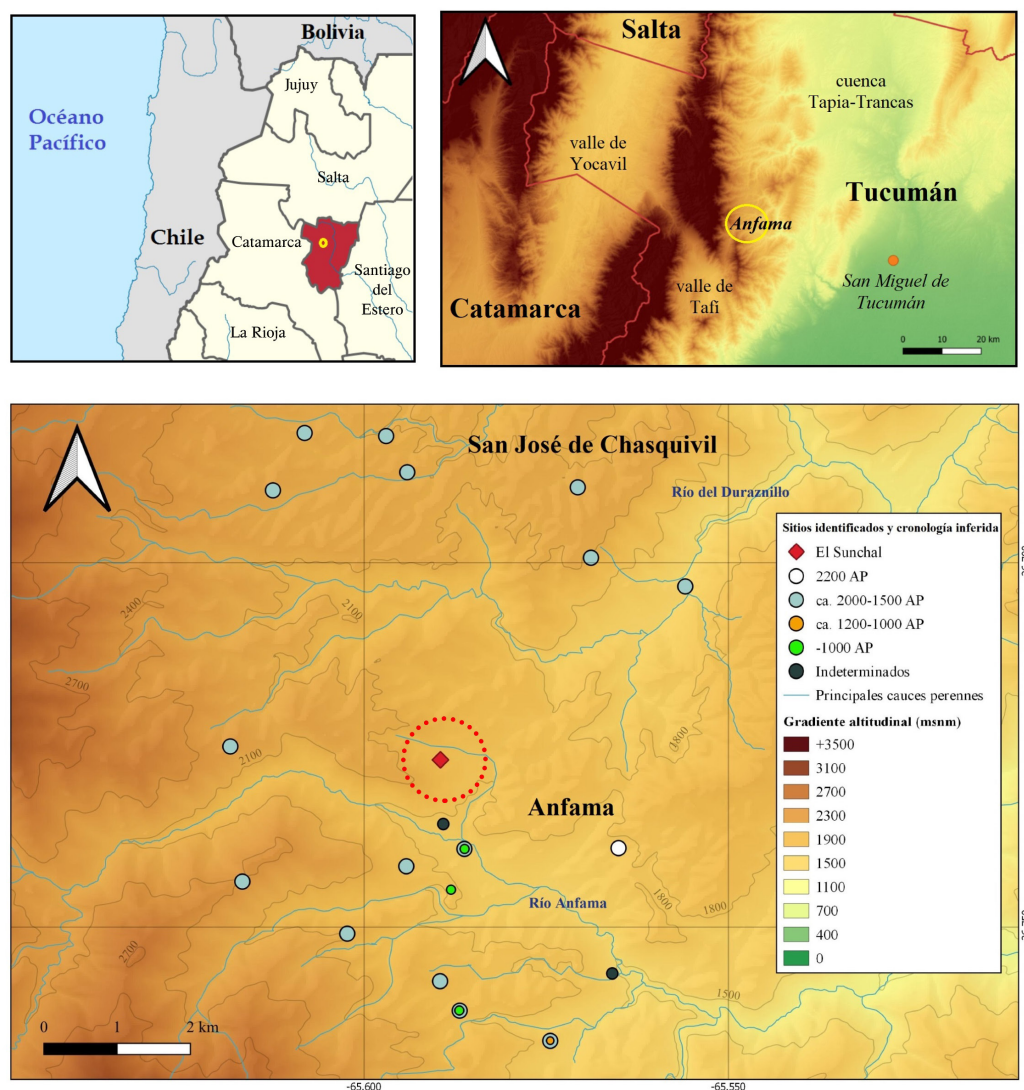 Bolivia
Jujuy
Océano
Pacífico
Salta
Chile
Catamarca
Santiago
del
Estero
La Rioja
Salta
cuenca
Tapia-Trancas
valle de
Yocavil
Tucumán
Anfama
valle de
Tafí
San Miguel de
Tucumán
Catamarca
0 10 20 km
San José de Chasquivil
Río del Duraznillo
2400
2100
2700
2100
1800
Anfama
1800
1800
Río Anfama
2700
1500
0 1 2 km
-65.600
-65.550
Sitios identificados y cronología inferida
El Sunchal
2200 AP
ca. 2000-1500 AP
ca. 1200-1000 AP
-1000 AP
Indeterminados
Principales cauces perennes
Gradiente altitudinal (msnm)
+3500
3100
2700
2300
1900
1500
1100
700
400
0